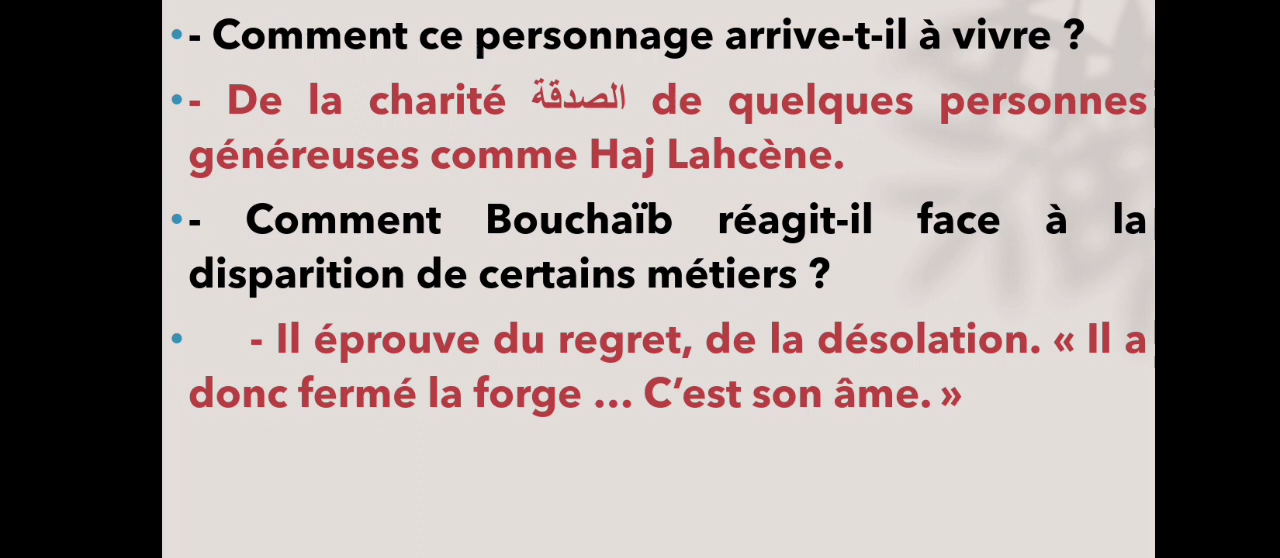 • - Comment ce personnage arrive-t-il à vivre ?
• - De la charité الصدقة de quelques personnes
généreuses comme Haj Lahcène.
• - Comment Bouchaïb réagit-il face à la
disparition de certains métiers ?
• - Il éprouve du regret, de la désolation. « Il a
donc fermé la forge … C’est son âme. »